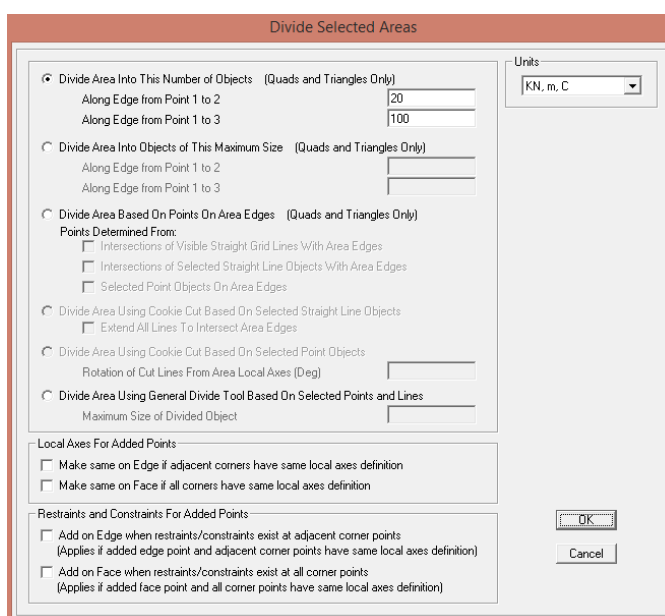 Divide Selected Areas
Divide Area Into This Number of Objects (Quads and Triangles Only)
Along Edge from Point 1 to 2 20
Along Edge from Point 1 to 3 100
Divide Area Into Objects of This Maximum Size (Quads and Triangles Only)
Along Edge from Point 1 to 2
Along Edge from Point 1 to 3
Divide Area Based On Points On Area Edges (Quads and Triangles Only)
Points Determined From:
Intersections of Visible Straight Grid Lines With Area Edges
Intersections of Selected Straight Line Objects With Area Edges
Selected Point Objects On Area Edges
Divide Area Using Cookie Cut Based On Selected Straight Line Objects
Extend All Lines To Intersect Area Edges
Divide Area Using Cookie Cut Based On Selected Point Objects
Rotation of Cut Lines From Area Local Axes (Deg)
Divide Area Using General Divide Tool Based On Selected Points and Lines
Maximum Size of Divided Object
Local Axes For Added Points
Make same on Edge if adjacent corners have same local axes definition
Make same on Face if all corners have same local axes definition
Restraints and Constraints For Added Points
Add on Edge when restraints/constraints exist at adjacent corner points
(Applies if added edge point and adjacent corner points have same local axes definition)
Add on Face when restraints/constraints exist at all corner points
(Applies if added face point and all corner points have same local axes definition)
Units
KN, m, C
OK
Cancel